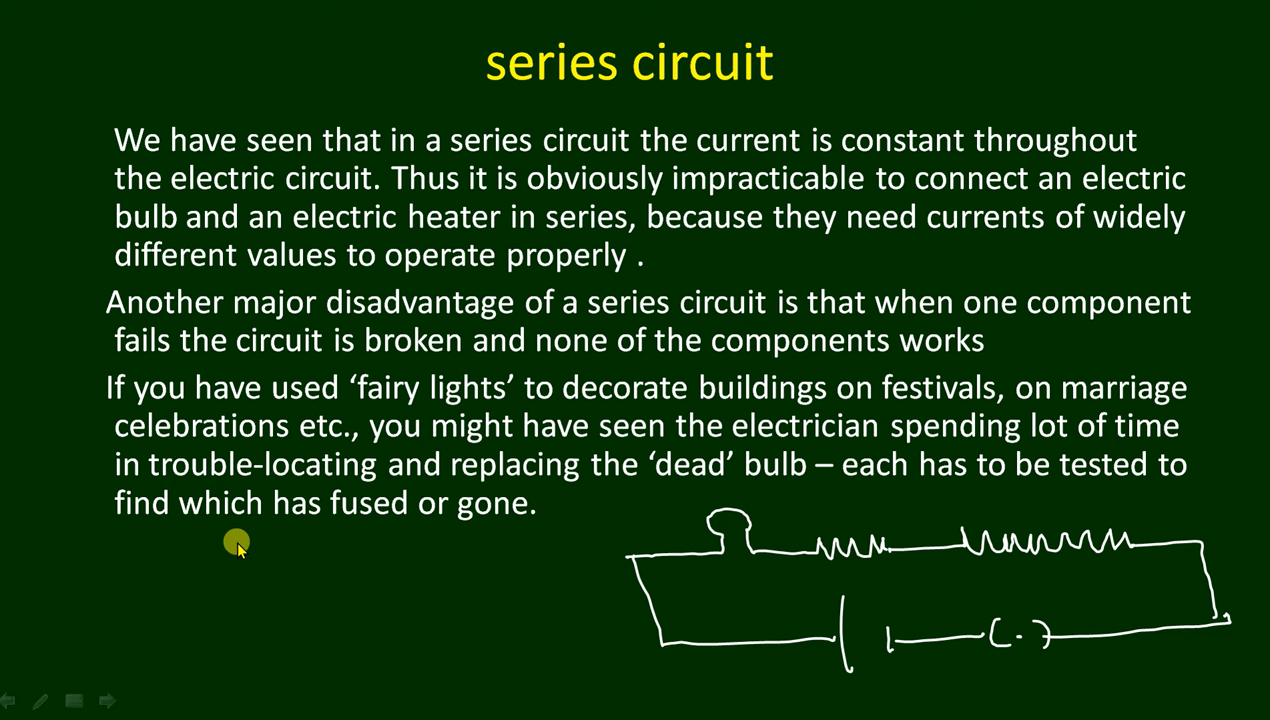 series circuit
We have seen that in a series circuit the current is constant throughout
the electric circuit. Thus it is obviously impracticable to connect an electric
bulb and an electric heater in series, because they need currents of widely
different values to operate properly .
Another major disadvantage of a series circuit is that when one component
fails the circuit is broken and none of the components works
If you have used ‘fairy lights’ to decorate buildings on festivals, on marriage
celebrations etc., you might have seen the electrician spending lot of time
in trouble-locating and replacing the ‘dead’ bulb – each has to be tested to
find which has fused or gone.